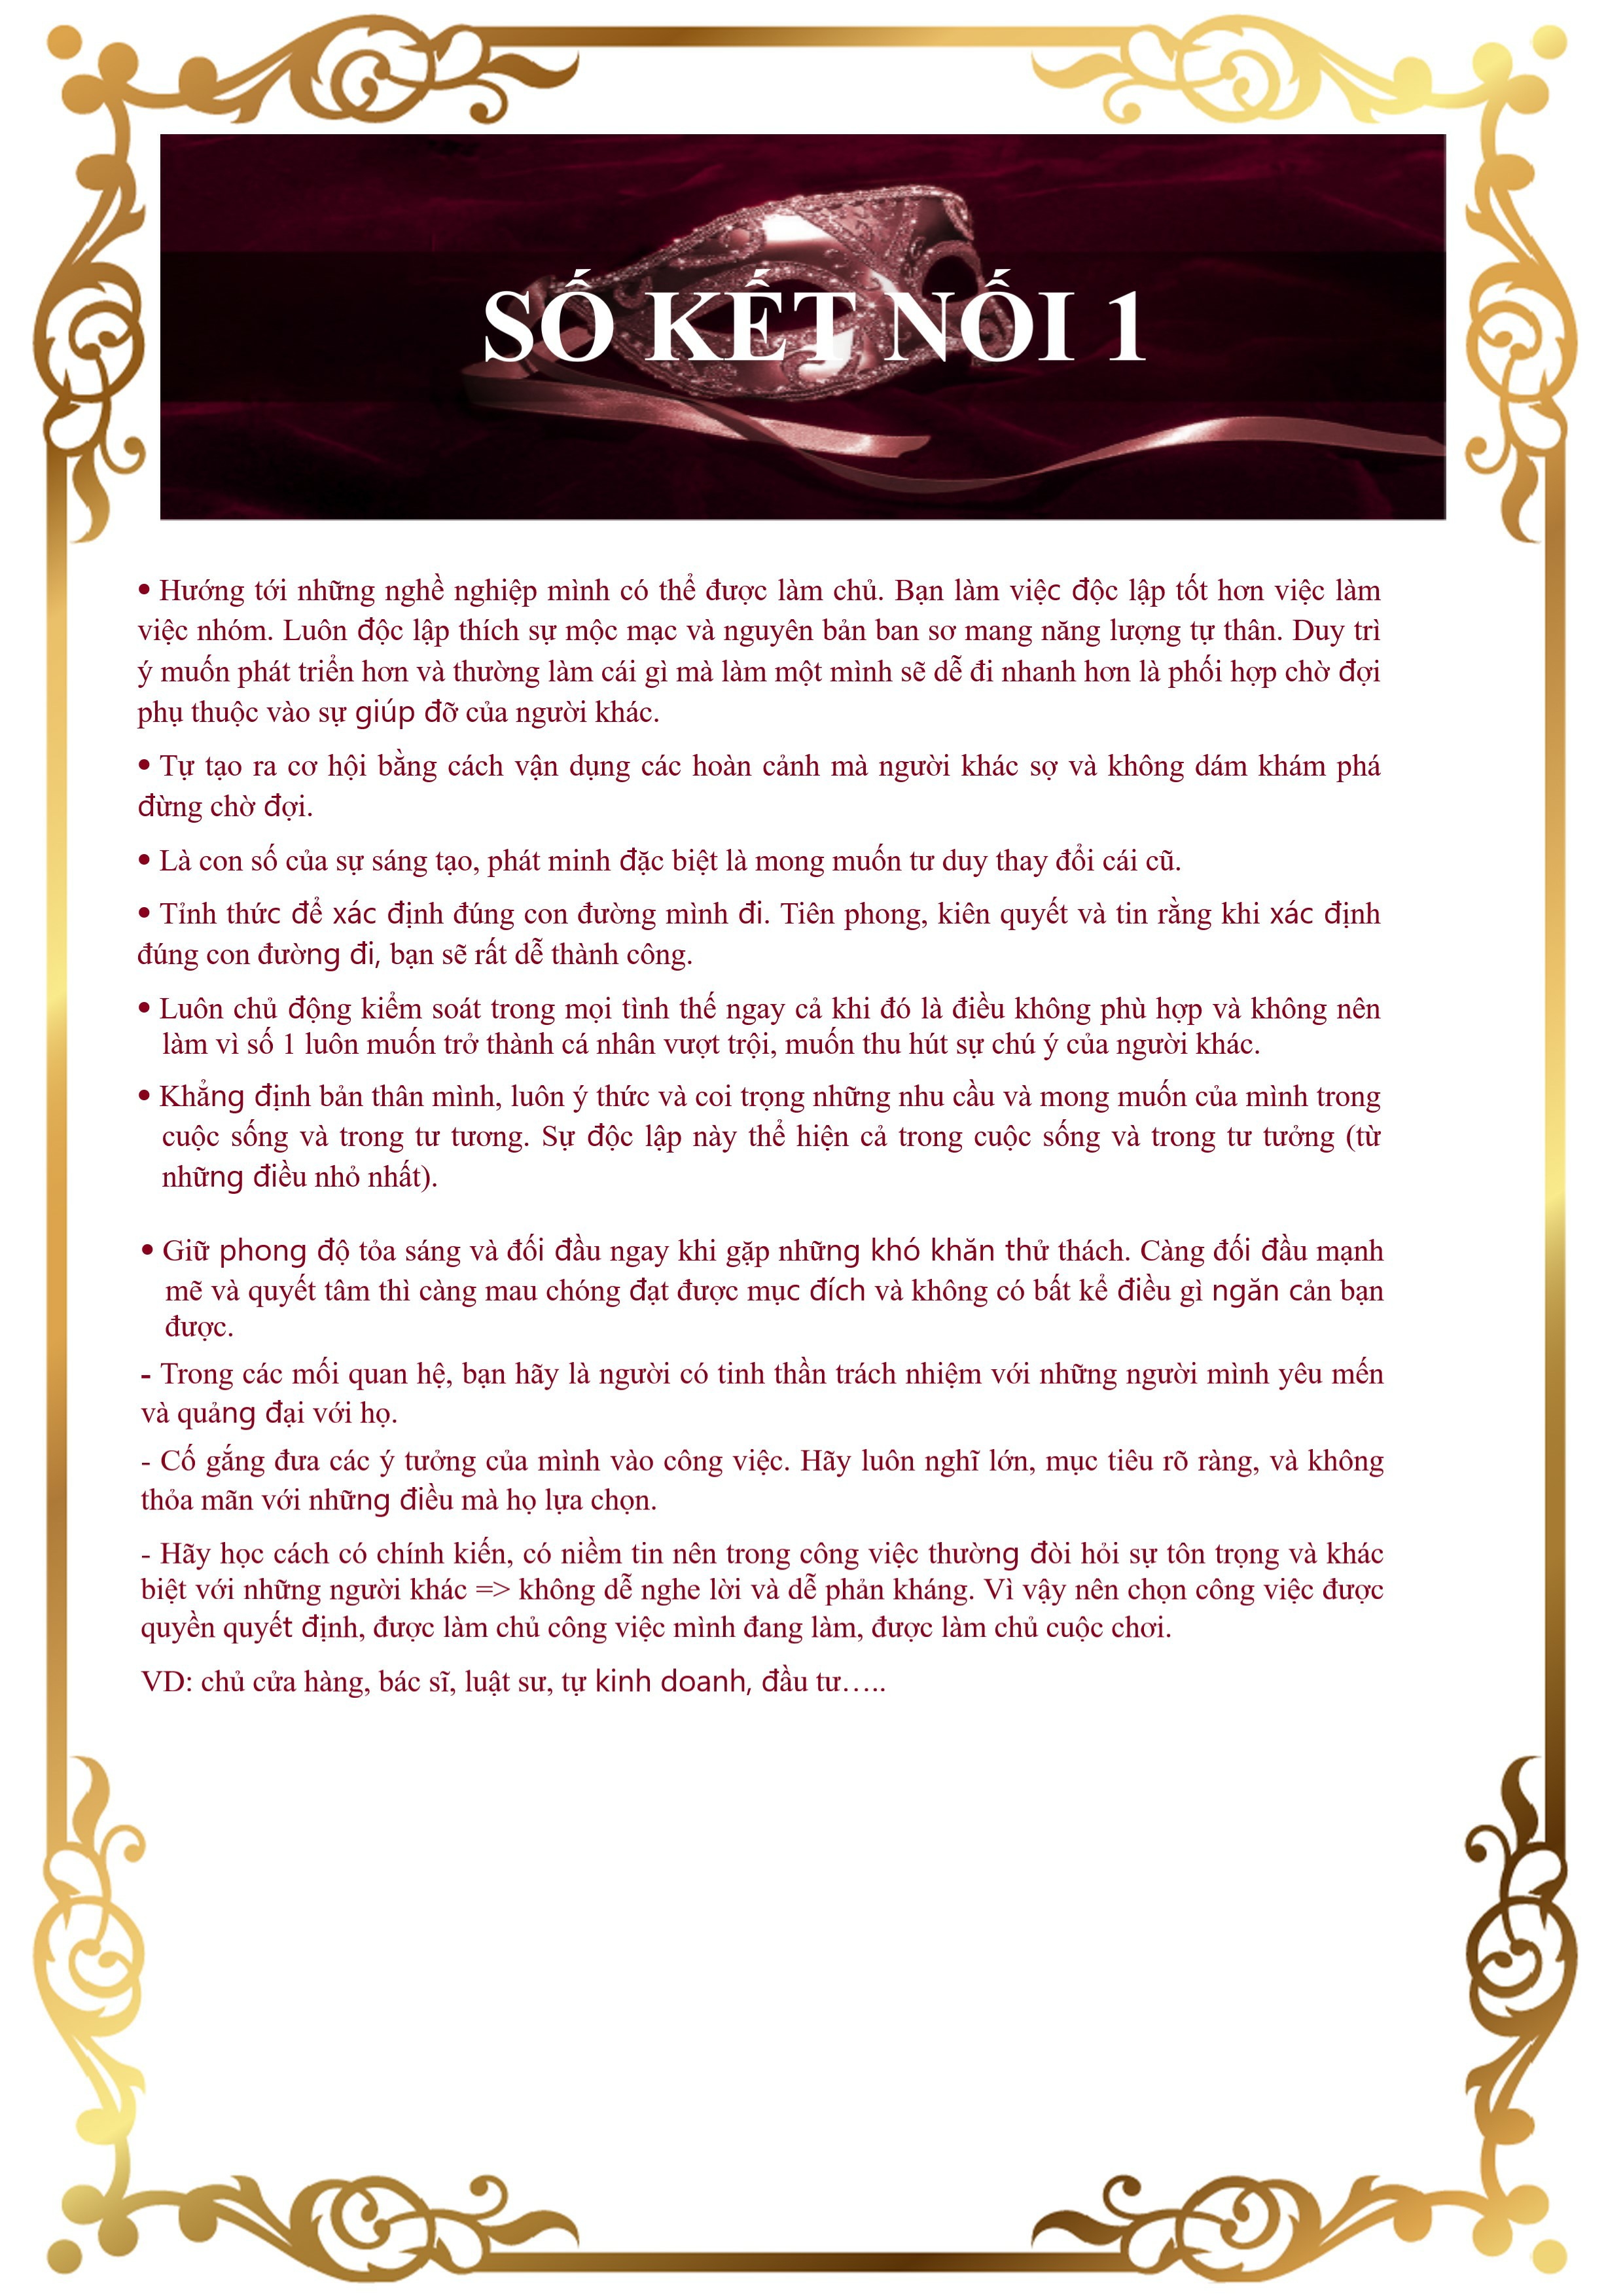 SỐ KẾT NỐI 1
• Hướng tới những nghề nghiệp mình có thể được làm chủ. Bạn làm việc độc lập tốt hơn việc làm
việc nhóm. Luôn độc lập thích sự mộc mạc và nguyên bản ban sơ mang năng lượng tự thân. Duy trì
ý muốn phát triển hơn và thường làm cái gì mà làm một mình sẽ dễ đi nhanh hơn là phối hợp chờ đợi
phụ thuộc vào sự giúp đỡ của người khác.
• Tự tạo ra cơ hội bằng cách vận dụng các hoàn cảnh mà người khác sợ và không dám khám phá
đừng chờ đợi.
• Là con số của sự sáng tạo, phát minh đặc biệt là mong muốn tư duy thay đổi cái cũ.
• Tỉnh thức để xác định đúng con đường mình đi. Tiên phong, kiên quyết và tin rằng khi xác định
đúng con đường đi, bạn sẽ rất dễ thành công.
• Luôn chủ động kiểm soát trong mọi tình thế ngay cả khi đó là điều không phù hợp và không nên
làm vì số 1 luôn muốn trở thành cá nhân vượt trội, muốn thu hút sự chú ý của người khác.
• Khẳng định bản thân mình, luôn ý thức và coi trọng những nhu cầu và mong muốn của mình trong
cuộc sống và trong tư tương. Sự độc lập này thể hiện cả trong cuộc sống và trong tư tưởng (từ
những điều nhỏ nhất).
• Giữ phong độ tỏa sáng và đối đầu ngay khi gặp những khó khăn thử thách. Càng đối đầu mạnh
mẽ và quyết tâm thì càng mau chóng đạt được mục đích và không có bất kể điều gì ngăn cản bạn
được.
- Trong các mối quan hệ, bạn hãy là người có tinh thần trách nhiệm với những người mình yêu mến
và quảng đại với họ.
- Cố gắng đưa các ý tưởng của mình vào công việc. Hãy luôn nghĩ lớn, mục tiêu rõ ràng, và không
thỏa mãn với những điều mà họ lựa chọn.
- Hãy học cách có chính kiến, có niềm tin nên trong công việc thường đòi hỏi sự tôn trọng và khác
biệt với những người khác => không dễ nghe lời và dễ phản kháng. Vì vậy nên chọn công việc được
quyền quyết định, được làm chủ công việc mình đang làm, được làm chủ cuộc chơi.
VD: chủ cửa hàng, bác sĩ, luật sư, tự kinh doanh, đầu tư…..